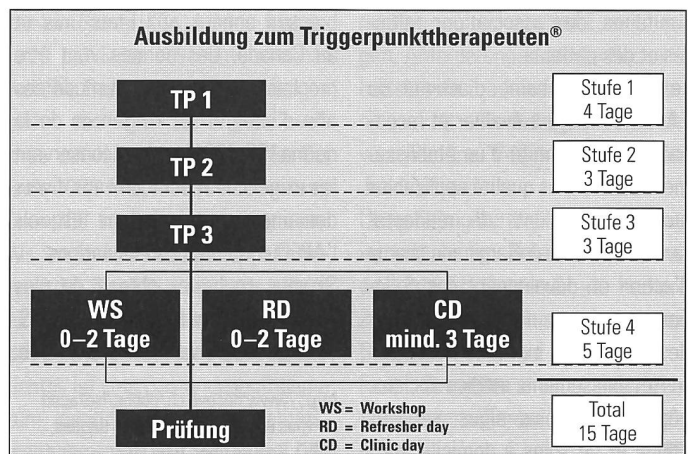 Ausbildung zum Triggerpunkttherapeuten®
TP 1
Stufe 1
4 Tage
TP 2
Stufe 2
3 Tage
TP 3
Stufe 3
3 Tage
WS
0–2 Tage
RD
0–2 Tage
CD
mind. 3 Tage
Stufe 4
5 Tage
Prüfung
WS = Workshop
RD = Refresher day
CD = Clinic day
Total
15 Tage